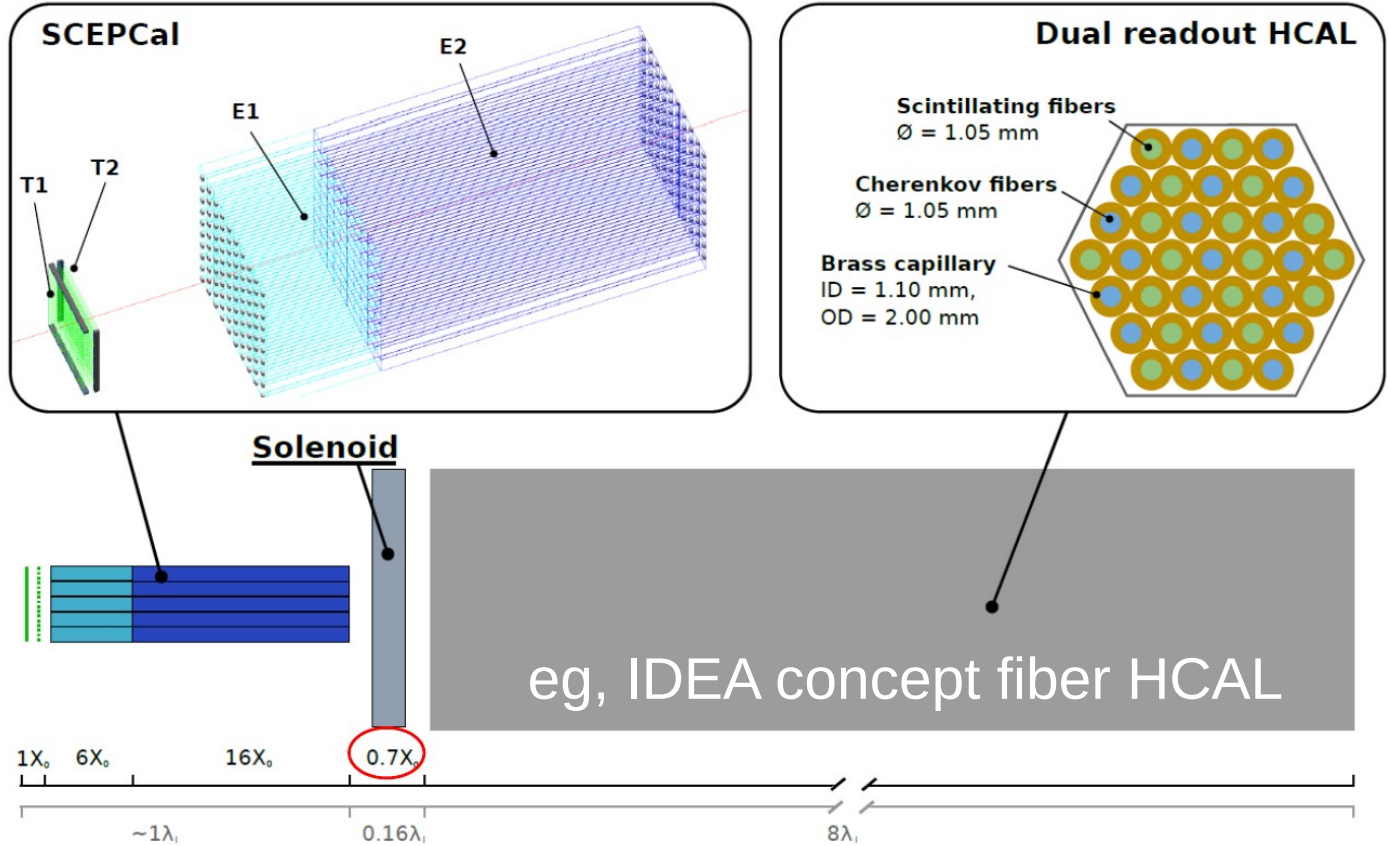 SCEPCal
E2
E1
T2
T1
Dual readout HCAL
Scintillating fibers
Ø = 1.05 mm
Cherenkov fibers
Ø = 1.05 mm
Brass capillary
ID = 1.10 mm,
OD = 2.00 mm
Solenoid
eg, IDEA concept fiber HCAL
1X₀ 6X₀ 16X₀ 0.7X₀
~1λI 0.16λI 8λI